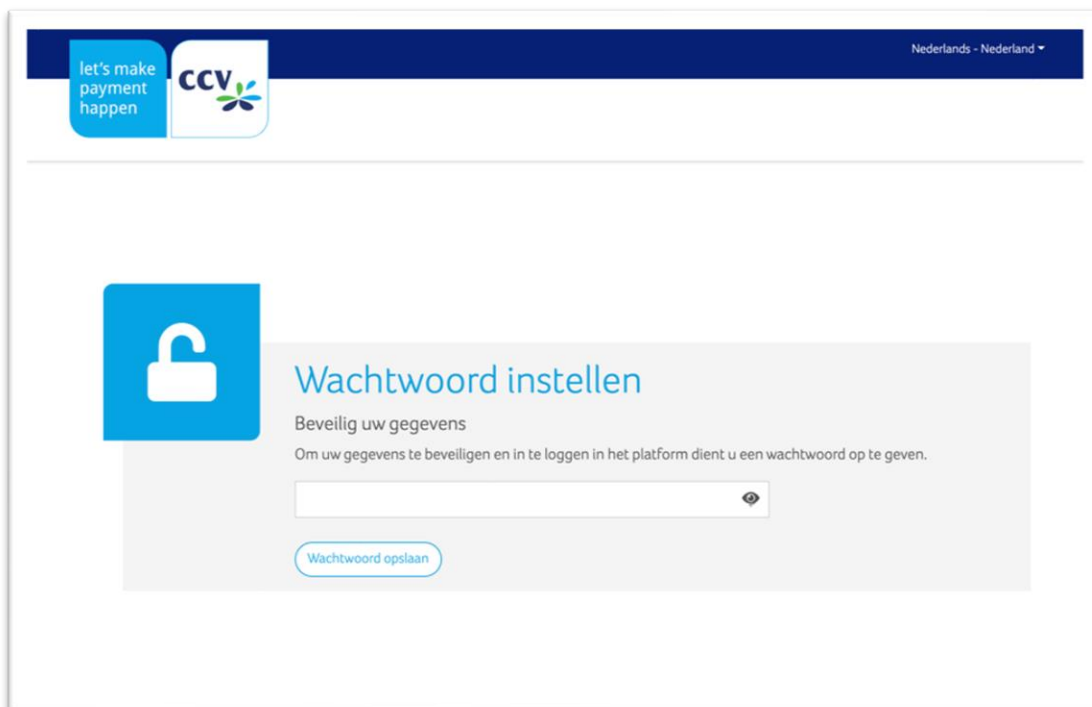 let's make
payment
happen
CCV
Nederlands - Nederland
Wachtwoord instellen
Beveilig uw gegevens
Om uw gegevens te beveiligen en in te loggen in het platform dient u een wachtwoord op te geven.
Wachtwoord opslaan